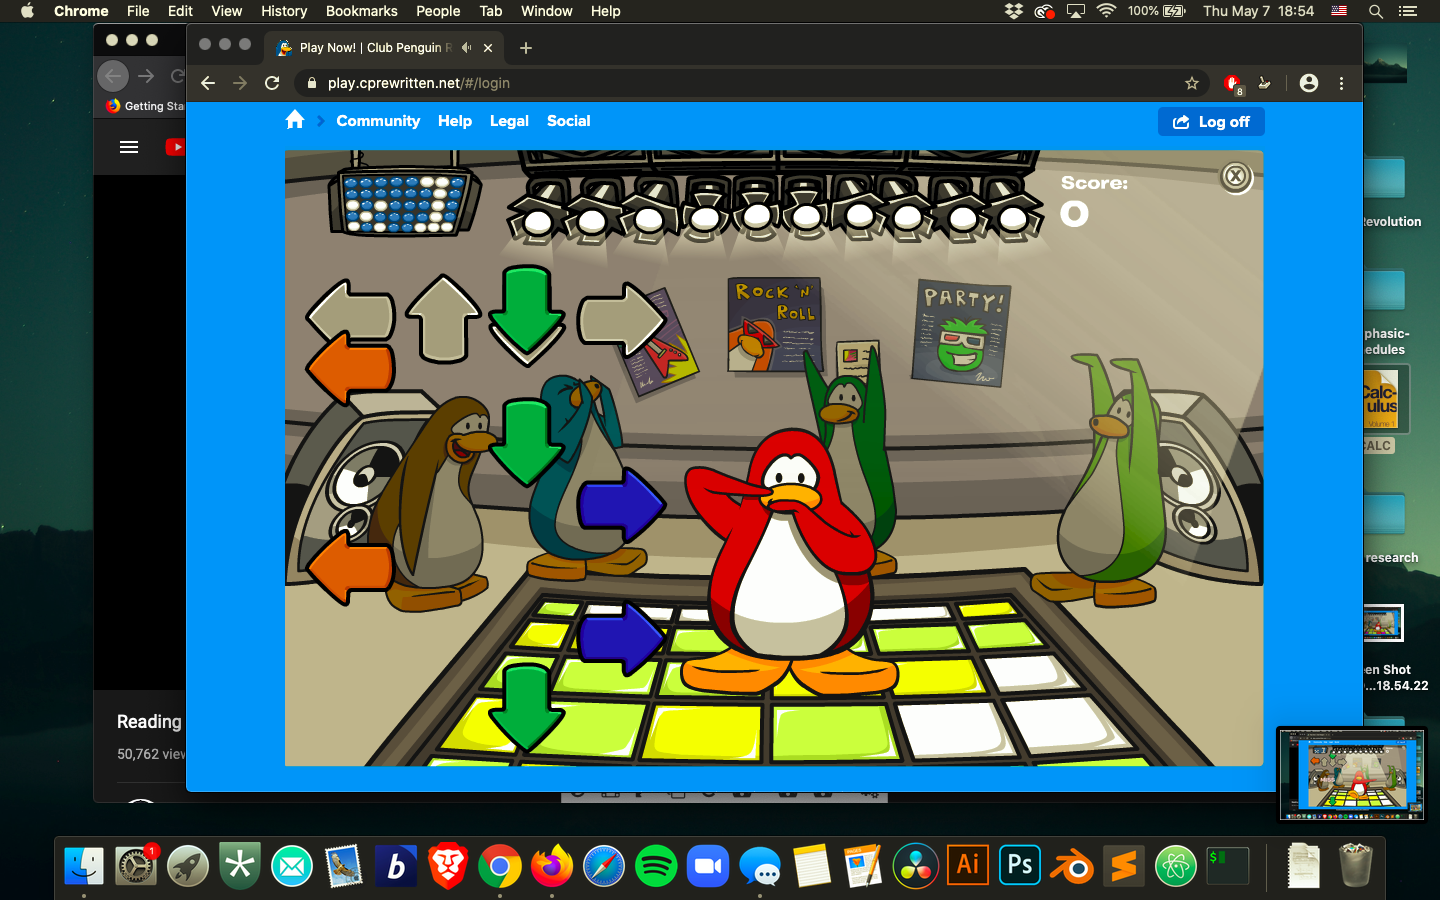 Chrome File Edit View History Bookmarks People Tab Window Help 100% Thu May 7 18:54
Play Now! | Club Penguin R
play.cprewritten.net/#/login
8
Getting Sta
Community Help Legal Social
Log off
Score:
0
ROCK 'N'
ROLL
PARTY!
evolution
phasic-
edules
Calc-
ulus
Volume 1
CALC
research
en Shot
...18.54.22
Reading
50,762 view
1
b
Ai
Ps
$